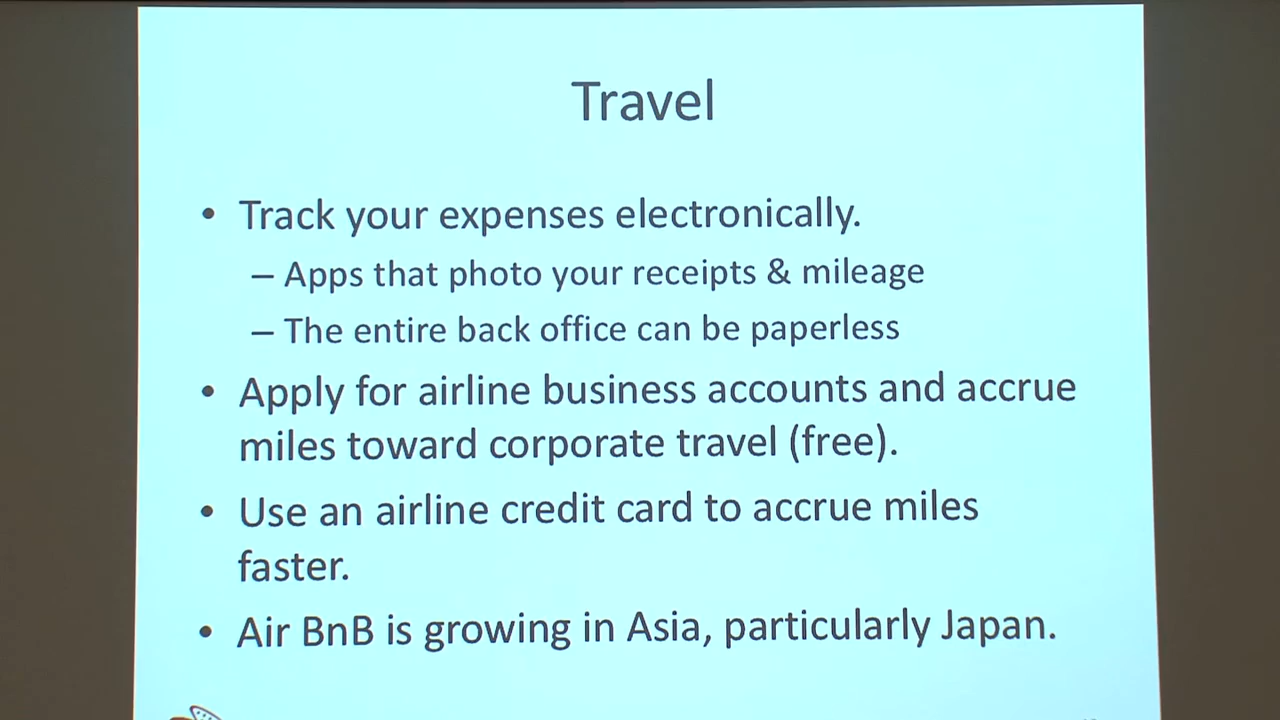 Travel
• Track your expenses electronically.
– Apps that photo your receipts & mileage
– The entire back office can be paperless
• Apply for airline business accounts and accrue
miles toward corporate travel (free).
• Use an airline credit card to accrue miles
faster.
• Air BnB is growing in Asia, particularly Japan.